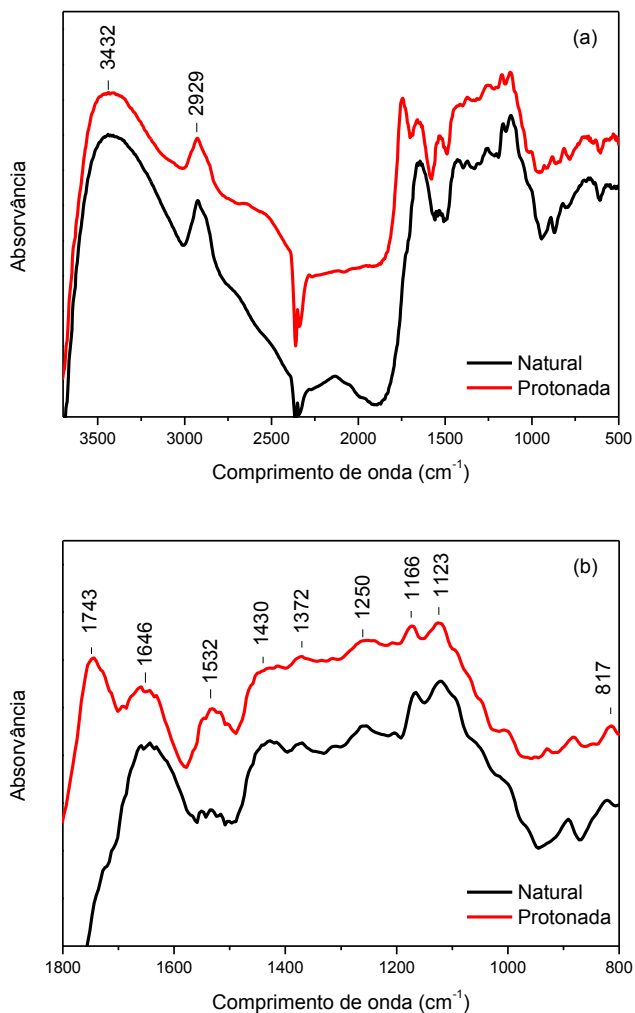 (a)
3432
2929
Absorvância
Natural
Protonada
3500 3000 2500 2000 1500 1000 500
Comprimento de onda (cm⁻¹)
(b)
1743
1646
1532
1430
1372
1250
1166
1123
817
Absorvância
Natural
Protonada
1800 1600 1400 1200 1000 800
Comprimento de onda (cm⁻¹)